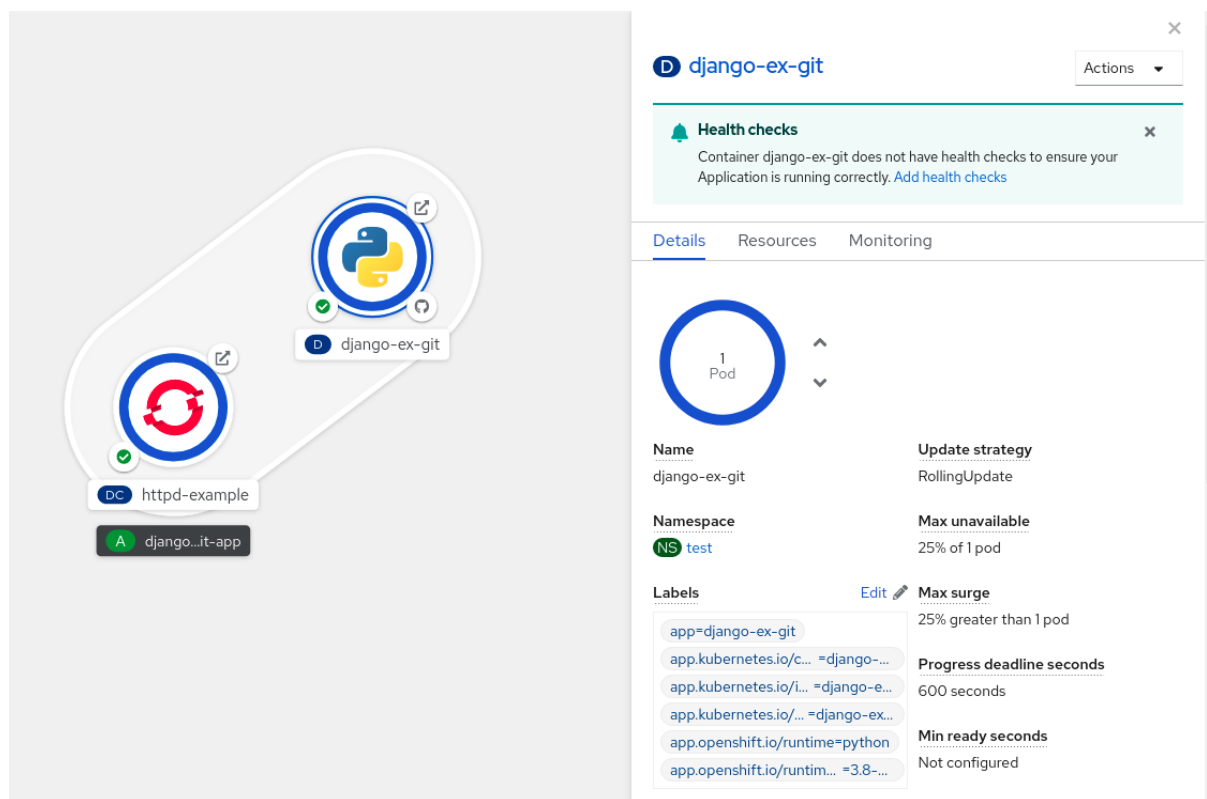 D django-ex-git
DC httpd-example
A django...it-app
D django-ex-git
Actions
Health checks
Container django-ex-git does not have health checks to ensure your
Application is running correctly. Add health checks
Details Resources Monitoring
1
Pod
Name
django-ex-git
Namespace
NS test
Labels Edit
app=django-ex-git
app.kubernetes.io/c... =django-...
app.kubernetes.io/i... =django-e...
app.kubernetes.io/... =django-ex...
app.openshift.io/runtime=python
app.openshift.io/runtim... =3.8-...
Update strategy
RollingUpdate
Max unavailable
25% of 1 pod
Max surge
25% greater than 1 pod
Progress deadline seconds
600 seconds
Min ready seconds
Not configured